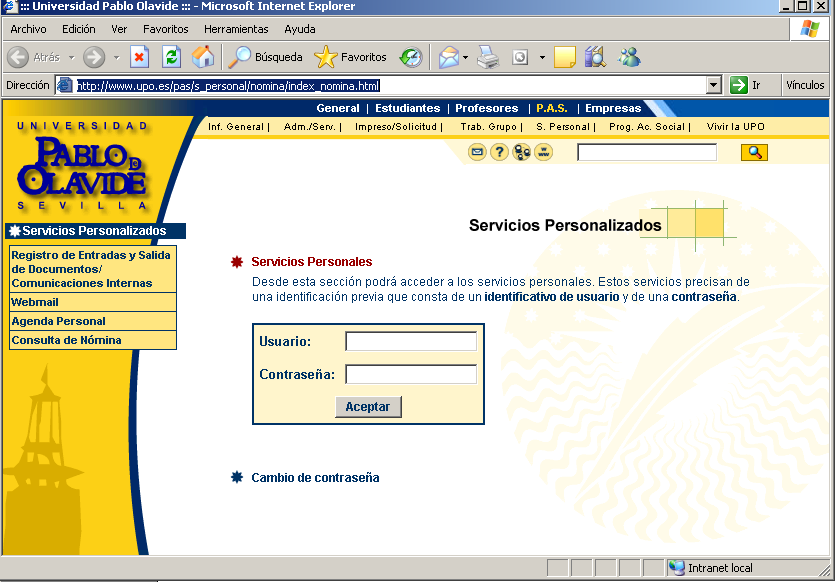 ::: Universidad Pablo Olavide ::: - Microsoft Internet Explorer
Archivo Edición Ver Favoritos Herramientas Ayuda
Atrás Búsqueda Favoritos
Dirección http://www.upo.es/pas/s_personal/nomina/index_nomina.html Ir Vínculos
General | Estudiantes | Profesores | P.A.S. | Empresas
Inf. General | Adm./Serv. | Impreso/Solicitud | Trab. Grupo | S. Personal | Prog. Ac. Social | Vivir la UPO
UNIVERSIDAD
PABLO DE
OLAVIDE
SEVILLA
Servicios Personalizados
Registro de Entradas y Salida
de Documentos/
Comunicaciones Internas
Webmail
Agenda Personal
Consulta de Nómina
Servicios Personalizados
Servicios Personales
Desde esta sección podrá acceder a los servicios personales. Estos servicios precisan de
una identificación previa que consta de un identificativo de usuario y de una contraseña.
Usuario:
Contraseña:
Aceptar
Cambio de contraseña
Intranet local